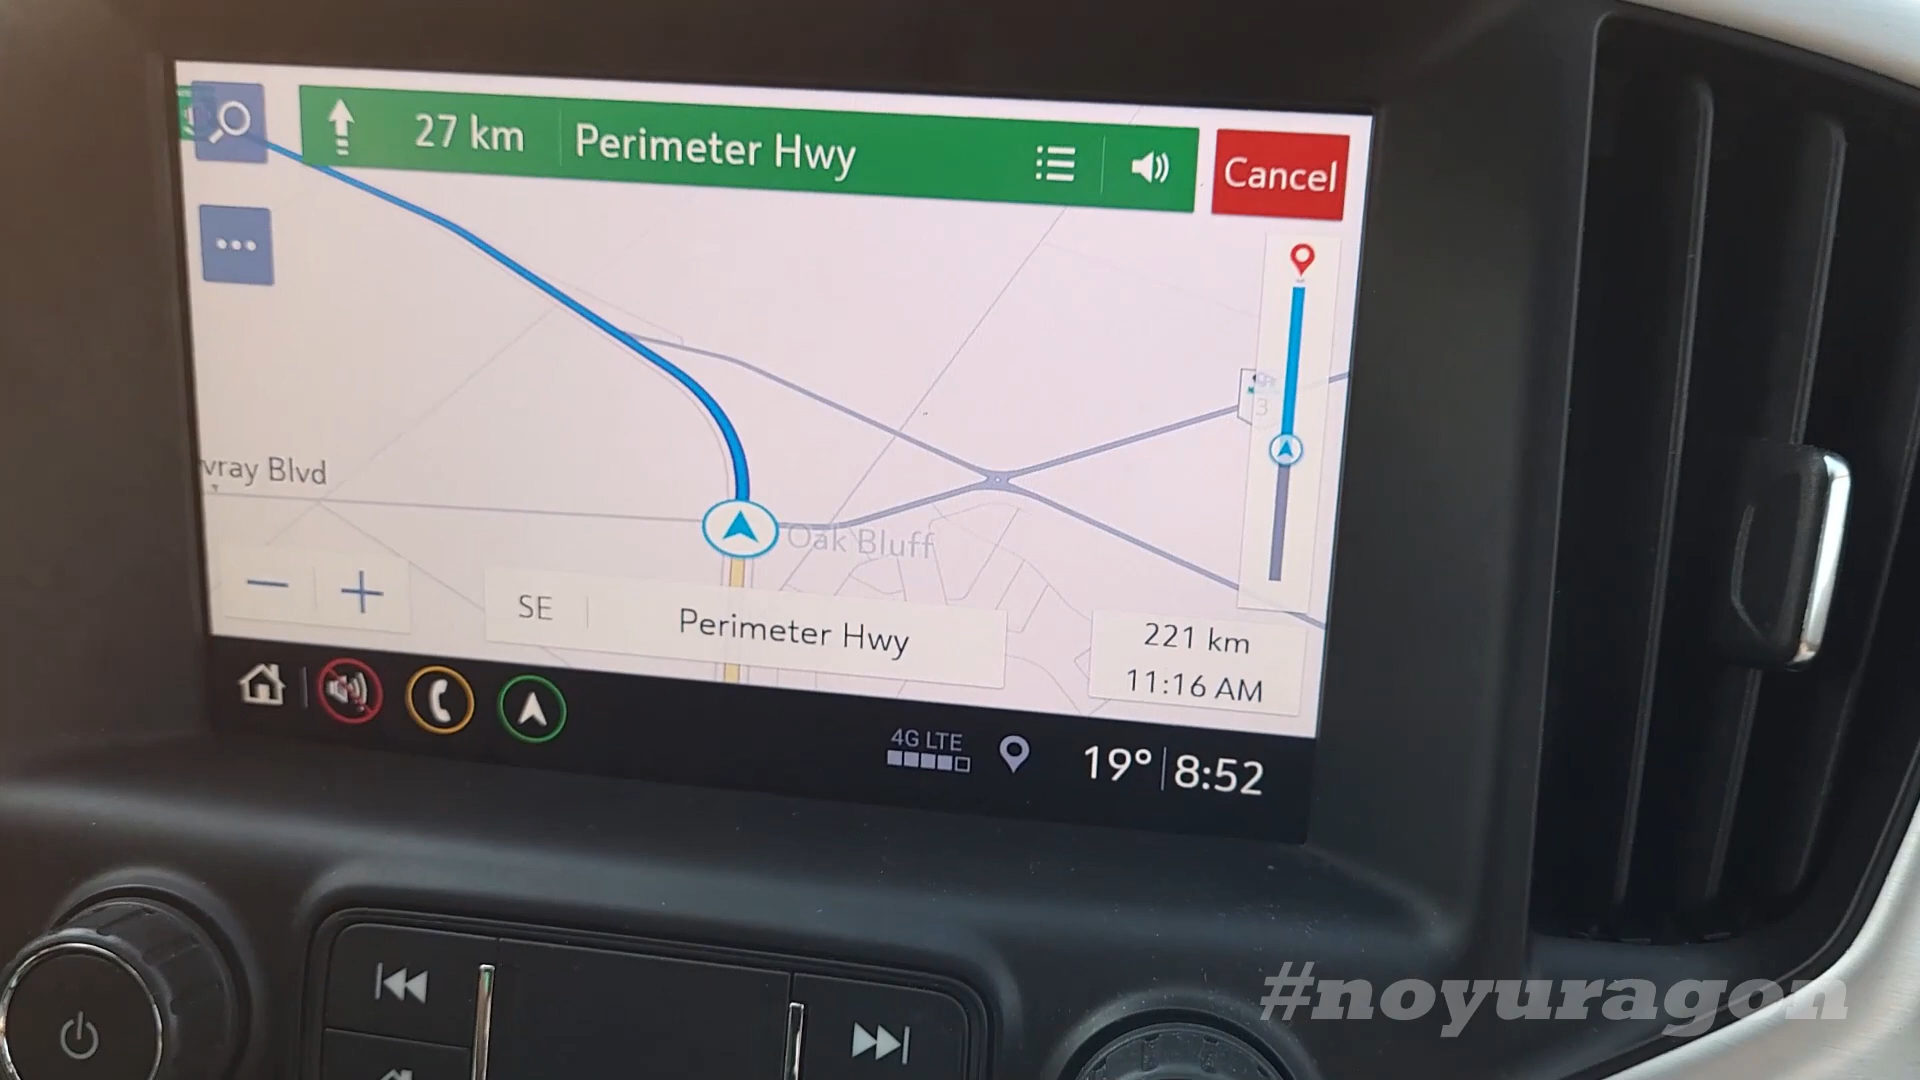 27 km
Perimeter Hwy
Cancel
3
vray Blvd
Oak Bluff
SE
Perimeter Hwy
221 km
11:16 AM
4G LTE
19° 8:52
#noyuragon